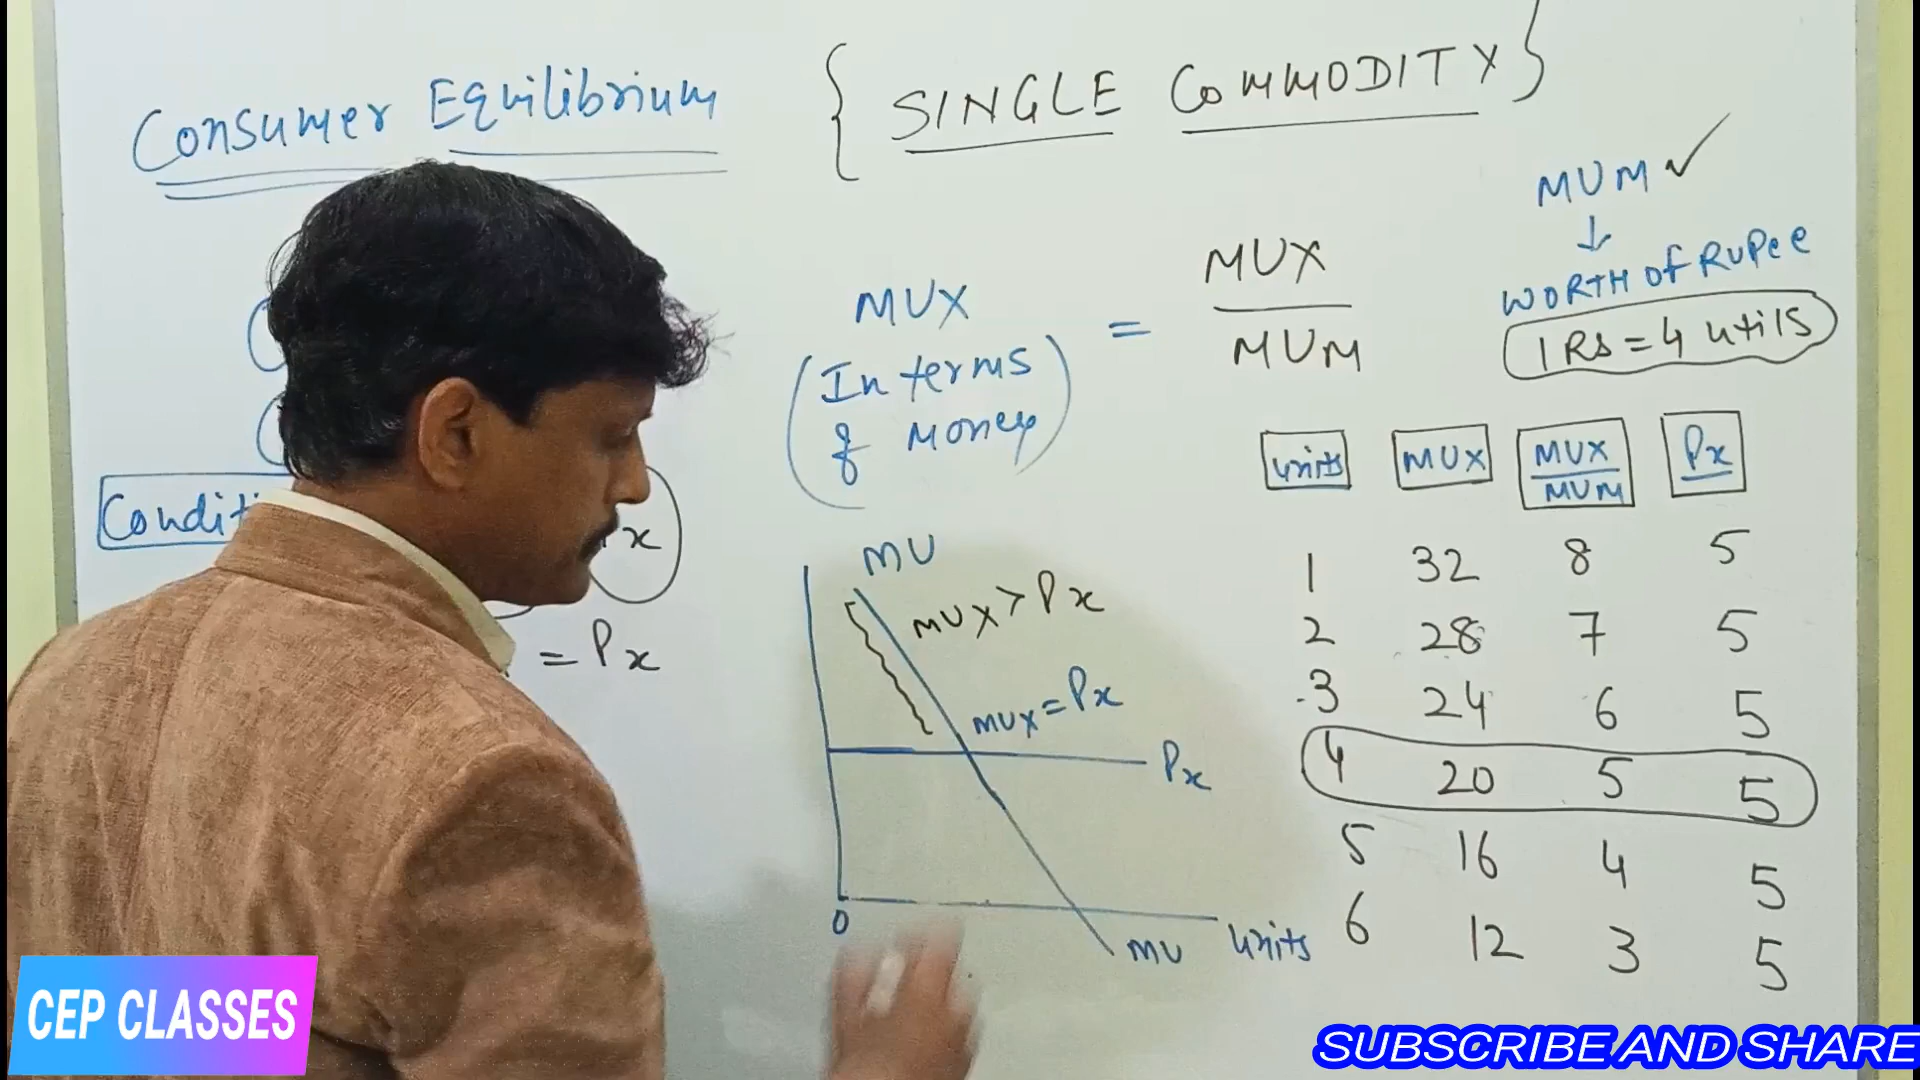 Consumer Equilibrium { SINGLE COMMODITY }
MUM ✓
↓
WORTH of RUPee
1 RS = 4 utils
MUX
(In terms
of Money)
=
MUX
MUM
Condit
x
= Px
units MUX MUX/MUM Px
1 32 8 5
2 28 7 5
3 24 6 5
4 20 5 5
5 16 4 5
6 12 3 5
MU
MUX > Px
MUX = Px
Px
0
MU units
CEP CLASSES
SUBSCRIBE AND SHARE